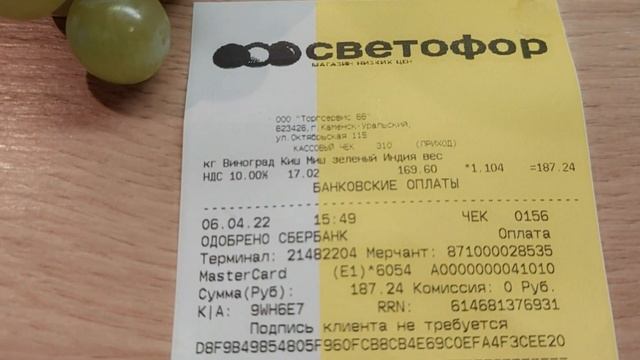 светофор
МАГАЗИН НИЗКИХ ЦЕН
ООО "Торгсервис 66"
623426,г.Каменск-Уральский,
ул.Октябрьская 115
КАССОВЫЙ ЧЕК 310 (ПРИХОД)
кг Виноград Киш Миш зеленый Индия вес
169.60 *1.104 =187.24
НДС 10.00% 17.02
БАНКОВСКИЕ ОПЛАТЫ
06.04.22 15:49 ЧЕК 0156
ОДОБРЕНО СБЕРБАНК Оплата
Терминал: 21482204 Мерчант: 871000028535
MasterCard (E1)*6054 A0000000041010
Сумма(Руб): 187.24 Комиссия: 0 Руб.
К|А: 9WH6E7 RRN: 614681376931
Подпись клиента не требуется
D8F9B49854805F960FCB8CB4E69C0EFA4F3CEE20